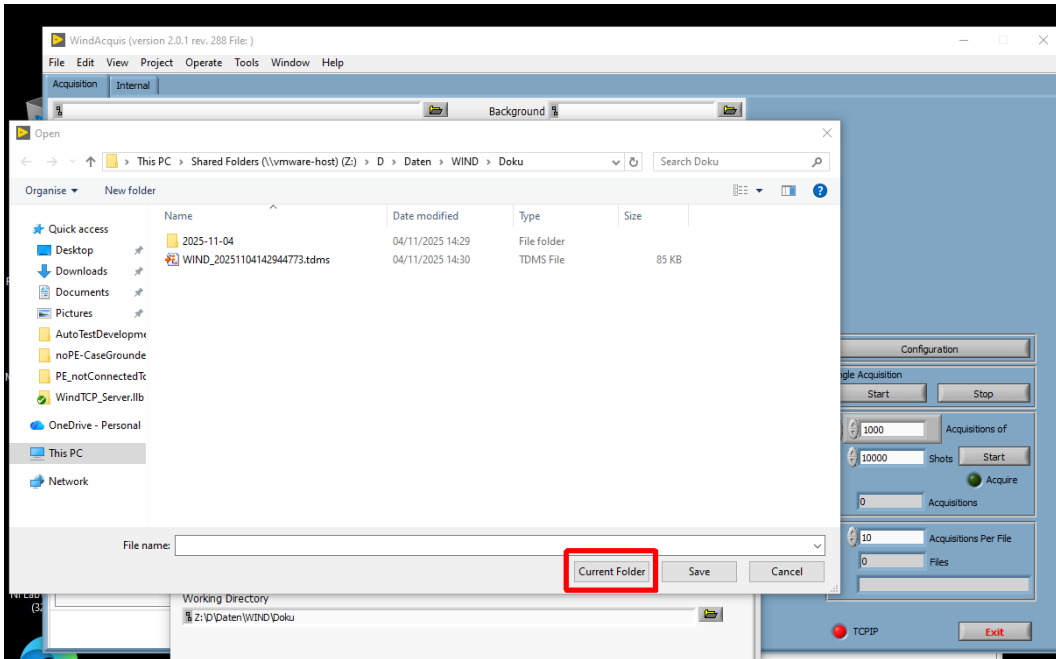 WindAcquis (version 2.0.1 rev. 288 File: )
File Edit View Project Operate Tools Window Help
Acquisition Internal
Background
Open
This PC > Shared Folders (\\vmware-host) (Z:) > D > Daten > WIND > Doku
Search Doku
Organise New folder
Name Date modified Type Size
Quick access
Desktop
Downloads
Documents
Pictures
AutoTestDevelopme
noPE-CaseGrounde
PE_notConnectedTo
WindTCP_Server.llb
OneDrive - Personal
This PC
Network
2025-11-04 04/11/2025 14:29 File folder
WIND_20251104142944773.tdms 04/11/2025 14:30 TDMS File 85 KB
File name:
Current Folder Save Cancel
Working Directory
Z:\D\Daten\WIND\Doku
Configuration
ngle Acquisition
Start Stop
1000 Acquisitions of
10000 Shots Start
Acquire
0 Acquisitions
10 Acquisitions Per File
0 Files
TCPIP Exit